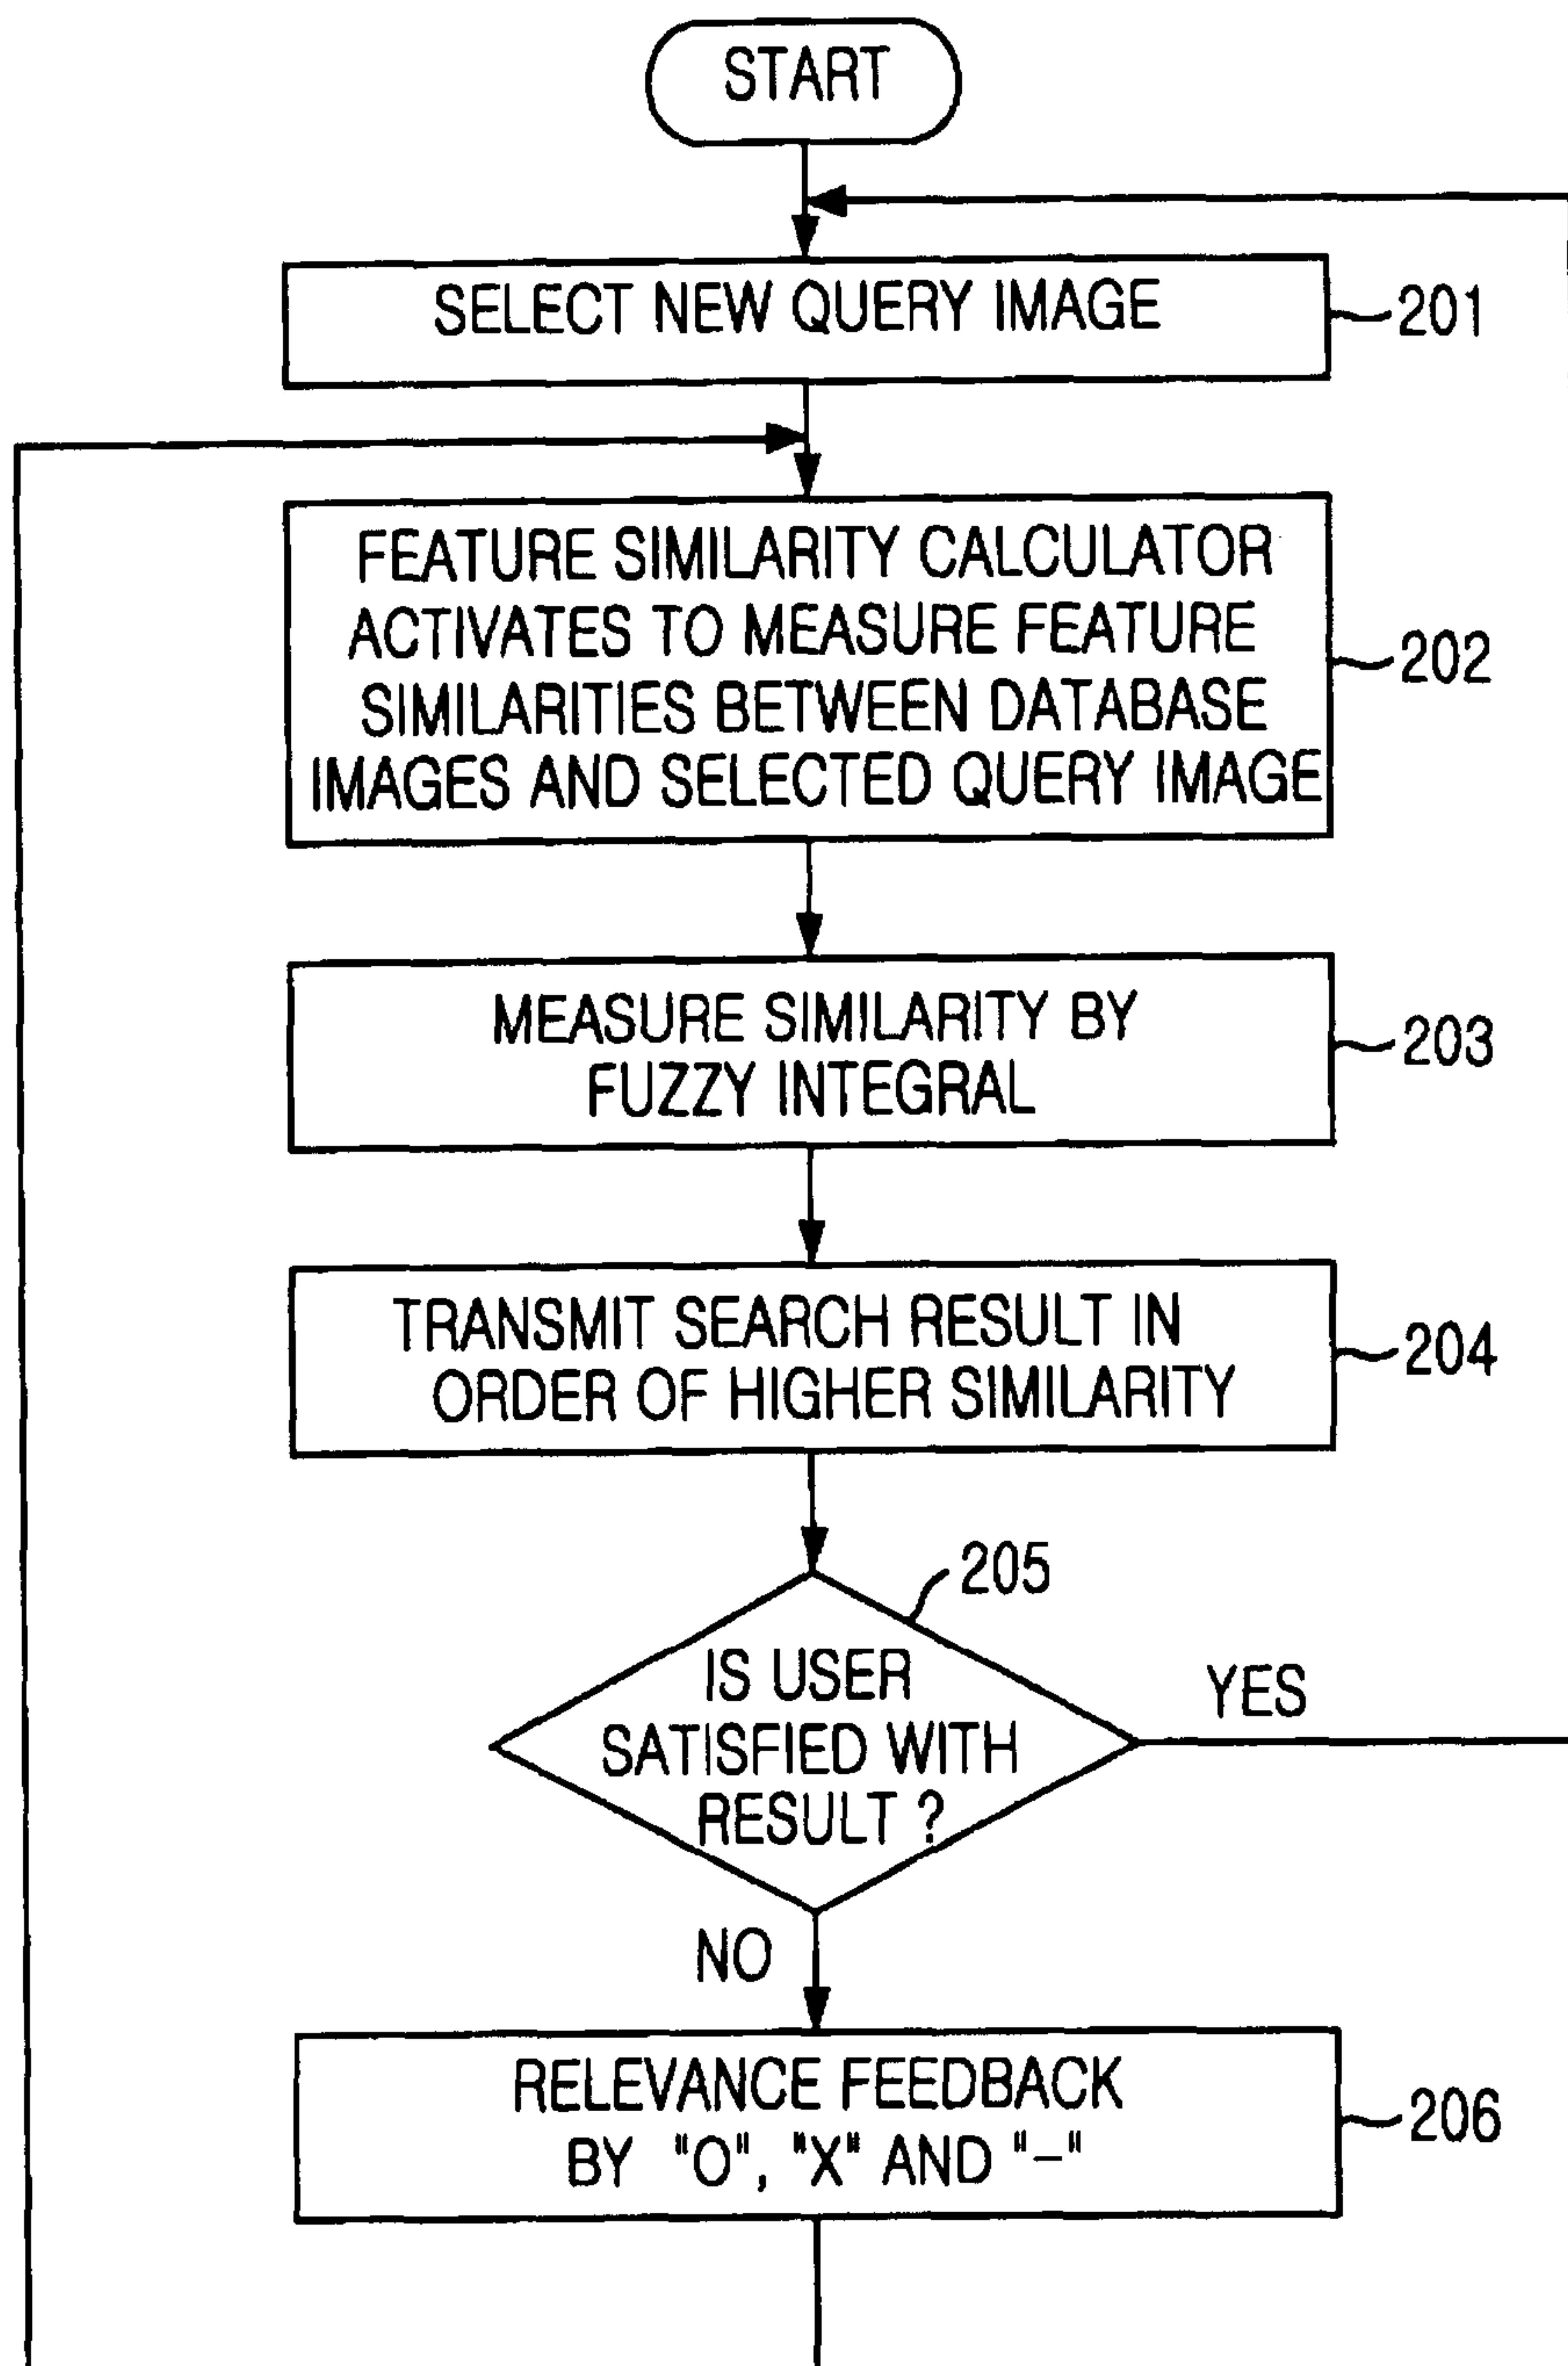 START
SELECT NEW QUERY IMAGE
201
FEATURE SIMILARITY CALCULATOR
ACTIVATES TO MEASURE FEATURE
SIMILARITIES BETWEEN DATABASE
IMAGES AND SELECTED QUERY IMAGE
202
MEASURE SIMILARITY BY
FUZZY INTEGRAL
203
TRANSMIT SEARCH RESULT IN
ORDER OF HIGHER SIMILARITY
204
205
IS USER
SATISFIED WITH
RESULT ?
YES
NO
RELEVANCE FEEDBACK
BY "O", "X" AND "-"
206